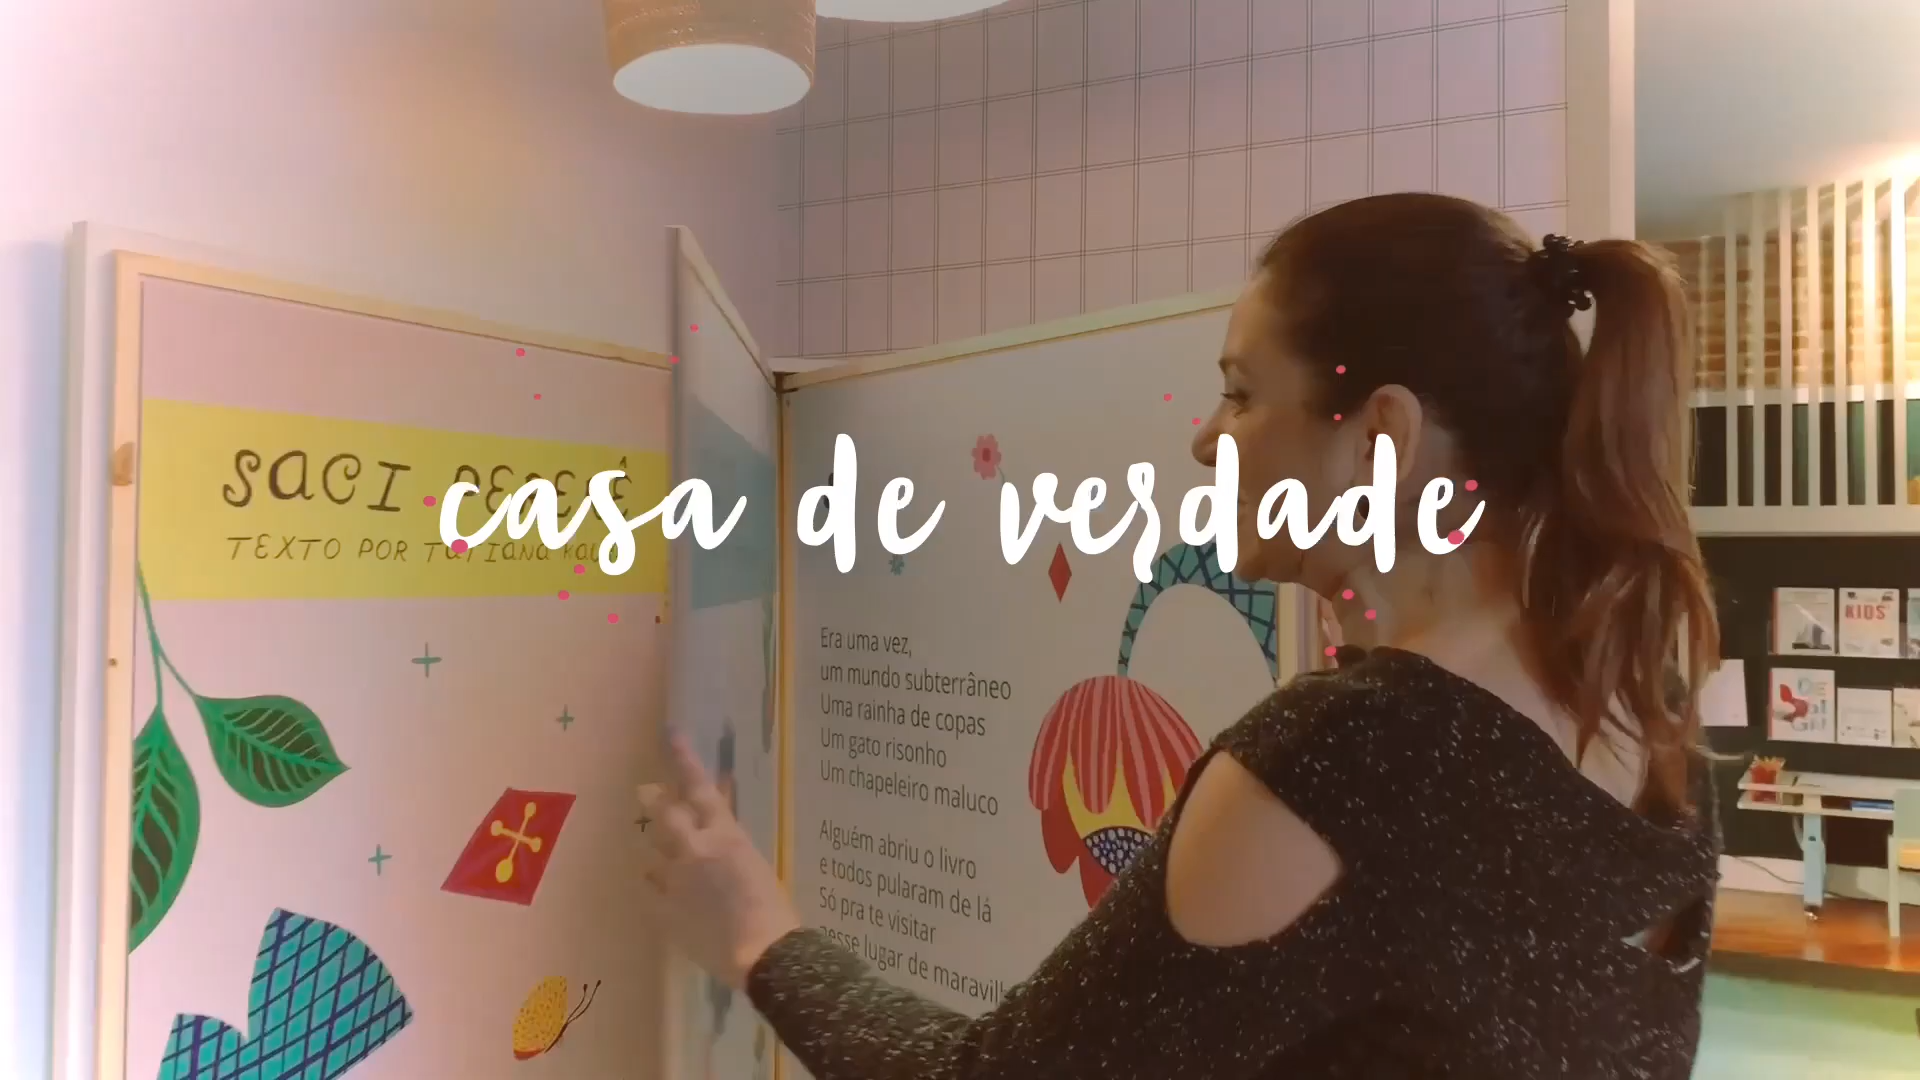 casa de verdade
SACI
TEXTO POR TATIANA
Era uma vez,
um mundo subterrâneo
Uma rainha de copas
Um gato risonho
Um chapeleiro maluco
Alguém abriu o livro
e todos pularam de lá
Só pra te visitar
nesse lugar de
KIDS